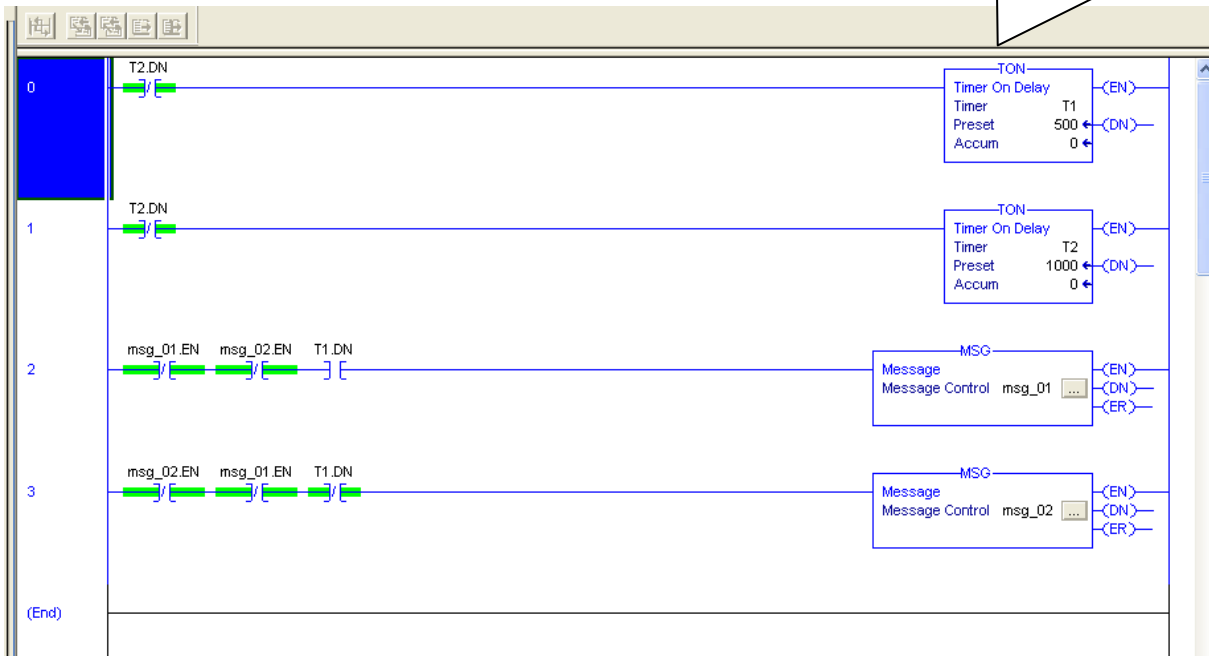 T2.DN
TON
0
Timer On Delay
(EN)
Timer T1
Preset 500
(DN)
Accum 0
T2.DN
TON
1
Timer On Delay
(EN)
Timer T2
Preset 1000
(DN)
Accum 0
msg_01.EN msg_02.EN T1.DN
MSG
2
Message
(EN)
Message Control msg_01 ...
(DN)
(ER)
msg_02.EN msg_01.EN T1.DN
MSG
3
Message
(EN)
Message Control msg_02 ...
(DN)
(ER)
(End)